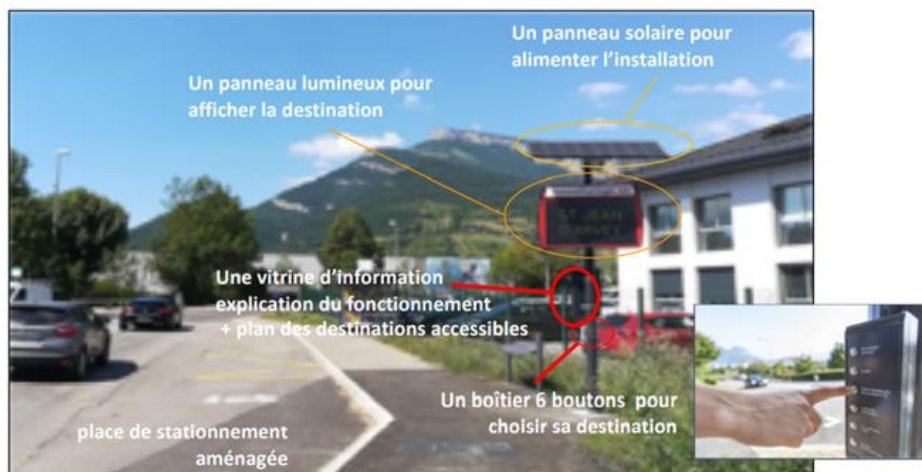 Un panneau solaire pour
alimenter l'installation
Un panneau lumineux pour
afficher la destination
ST JEAN
D'ARVEY
Une vitrine d'information
explication du fonctionnement
+ plan des destinations accessibles
Un boîtier 6 boutons pour
choisir sa destination
place de stationnement
aménagée